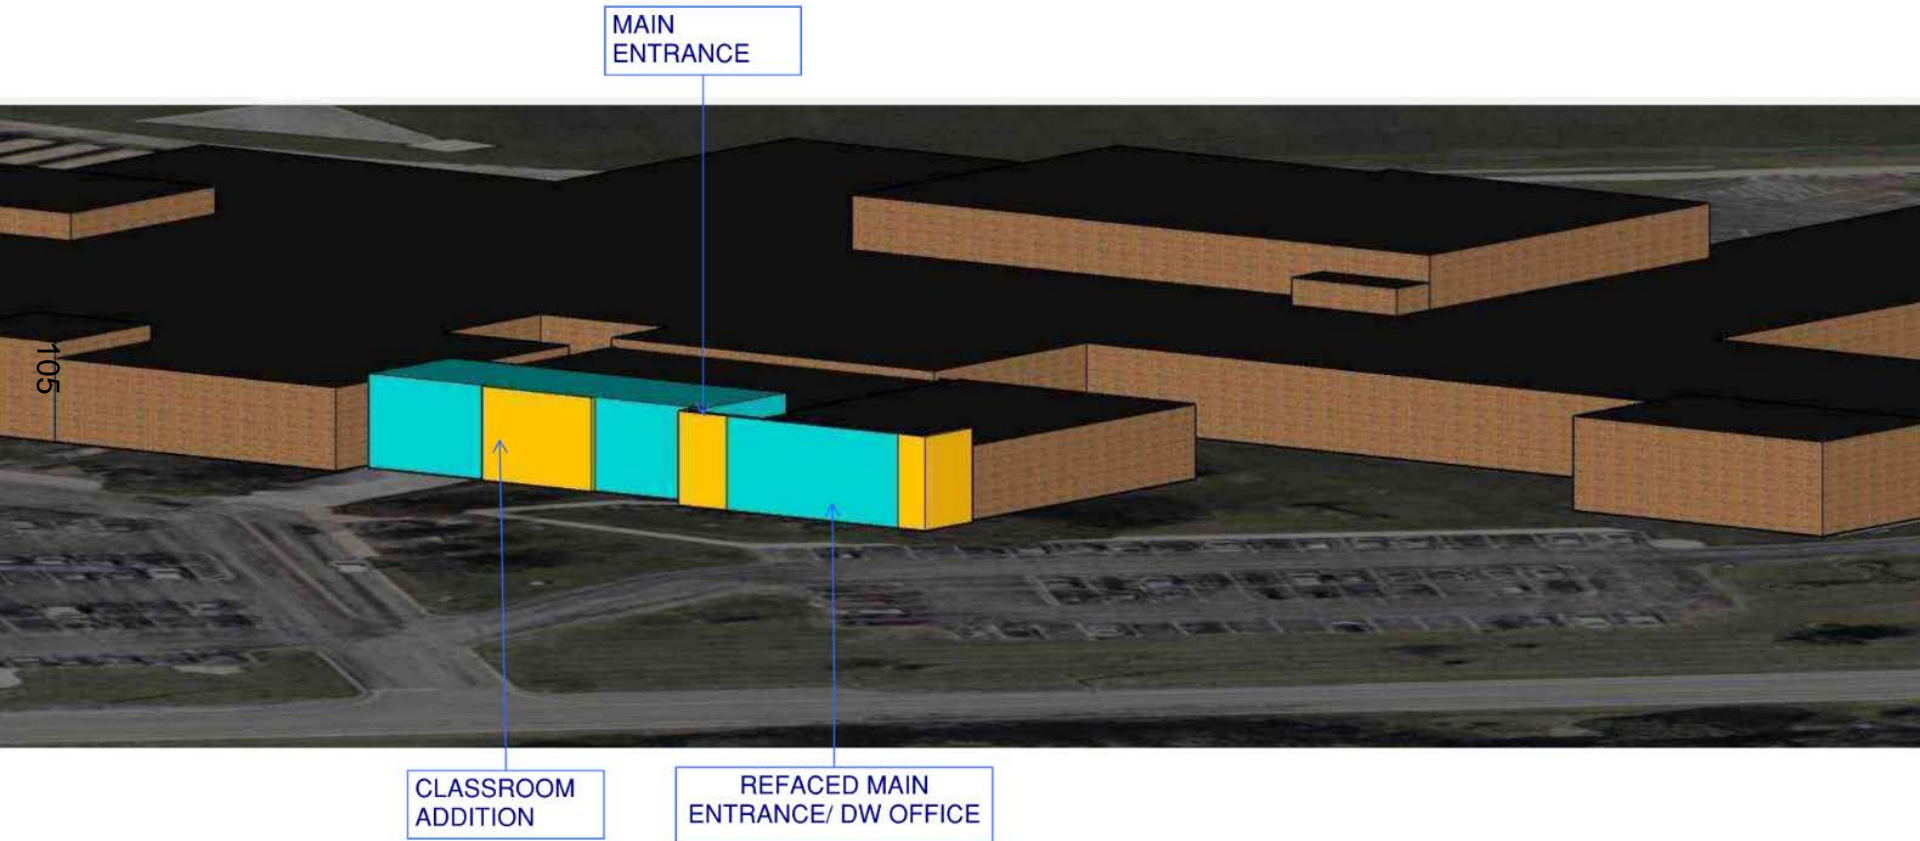 MAIN
ENTRANCE
105
CLASSROOM
ADDITION
REFACED MAIN
ENTRANCE/ DW OFFICE